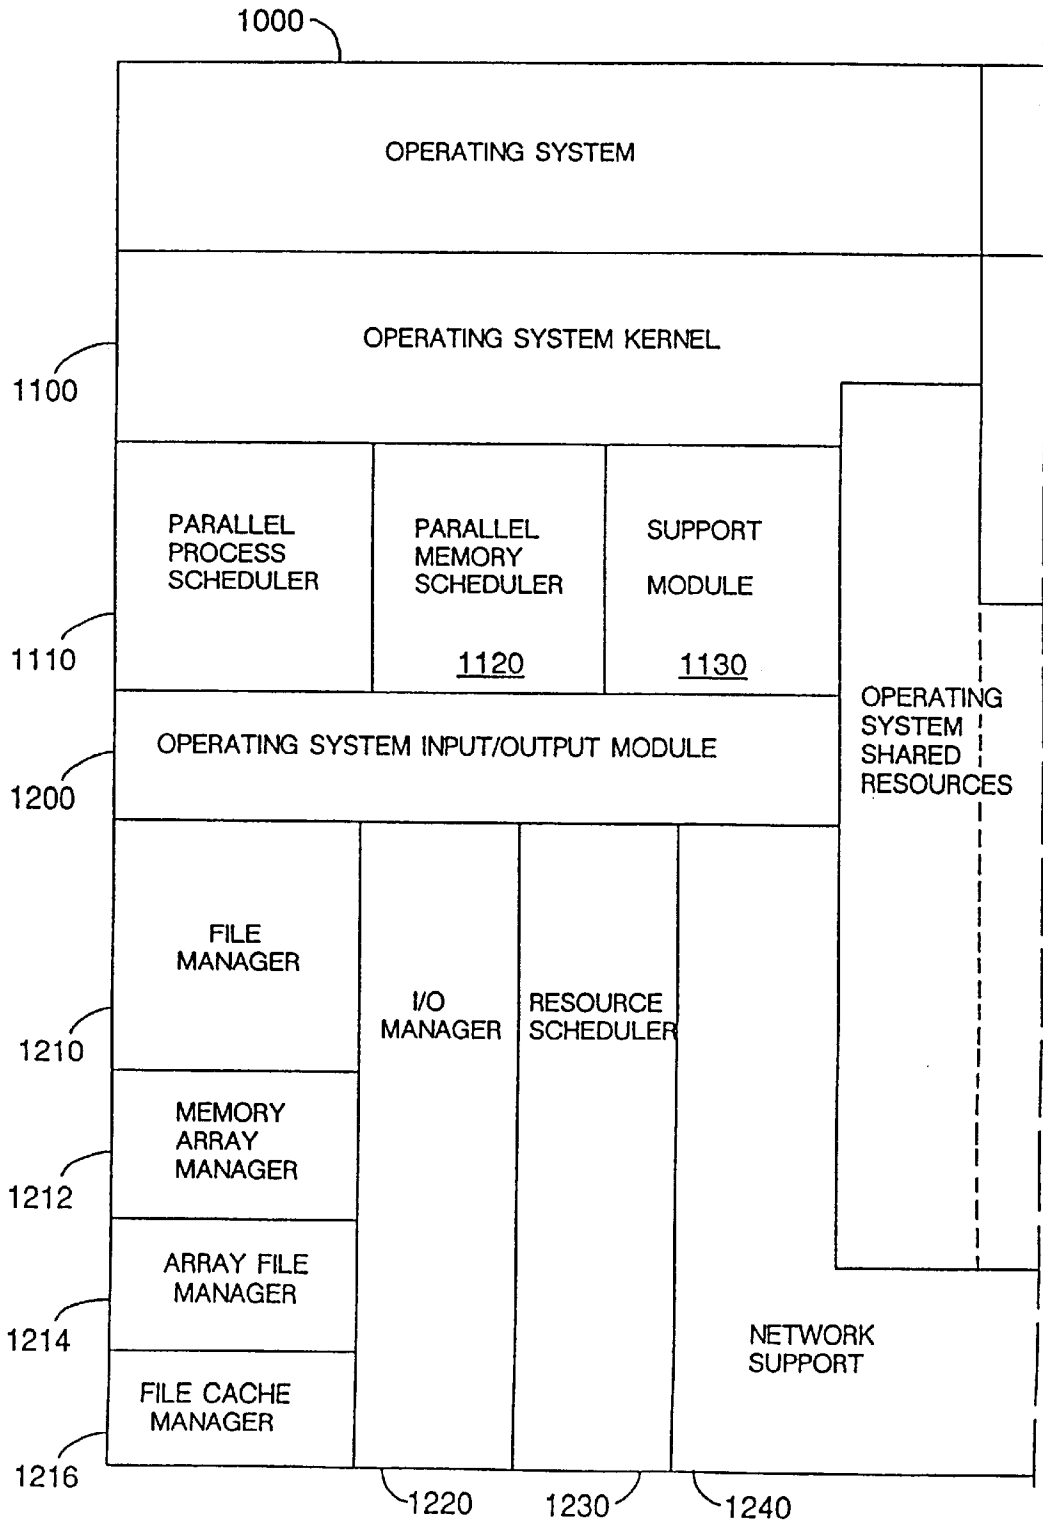 1000
OPERATING SYSTEM
OPERATING SYSTEM KERNEL
1100
PARALLEL
PROCESS
SCHEDULER
1110
PARALLEL
MEMORY
SCHEDULER
1120
SUPPORT
MODULE
1130
OPERATING
SYSTEM
SHARED
RESOURCES
OPERATING SYSTEM INPUT/OUTPUT MODULE
1200
FILE
MANAGER
1210
I/O
MANAGER
RESOURCE
SCHEDULER
MEMORY
ARRAY
MANAGER
1212
ARRAY FILE
MANAGER
1214
NETWORK
SUPPORT
FILE CACHE
MANAGER
1216
1220
1230
1240